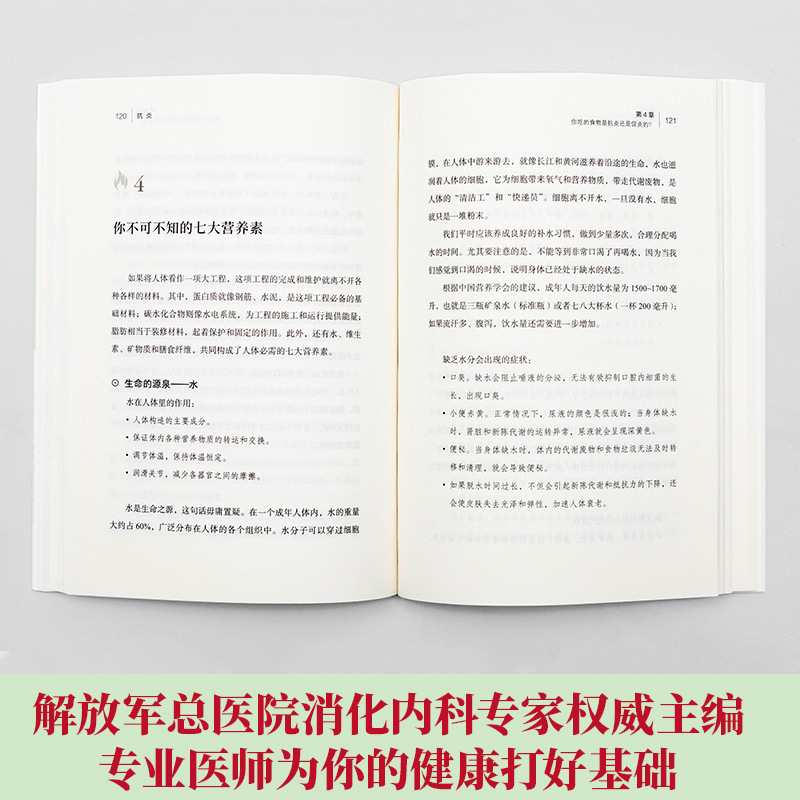 120 抗 炎
4
你不可不知的七大营养素
如果将人体看作一项大工程，这项工程的完成和维护就离不开各
种各样的材料。其中，蛋白质就像钢筋、水泥，是这项工程必备的基
础材料；碳水化合物则像水电系统，为工程的施工和运行提供能量；
脂肪相当于装修材料，起着保护和固定的作用。此外，还有水、维生
素、矿物质和膳食纤维，共同构成了人体必需的七大营养素。
⊙ 生命的源泉——水
水在人体里的作用：
• 人体构造的主要成分。
• 保证体内各种营养物质的转运和交换。
• 调节体温，保持体温恒定。
• 润滑关节，减少各器官之间的摩擦。
水是生命之源，这句话毋庸置疑。在一个成年人体内，水的重量
大约占 60%，广泛分布在人体的各个组织中。水分子可以穿过细胞
第 4 章
你吃的食物是抗炎还是促炎的？ 121
膜，在人体中游来游去，就像长江和黄河滋养着沿途的生命，水也滋
润着人体的细胞，它为细胞带来氧气和营养物质，带走代谢废物，是
人体的“清洁工”和“快递员”。细胞离不开水，一旦没有水，细胞
就只是一堆粉末。
我们平时应该养成良好的补水习惯，做到少量多次，合理分配喝
水的时间。尤其要注意的是，不能等到非常口渴了再喝水，因为当我
们感觉到口渴的时候，说明身体已经处于缺水的状态。
根据中国营养学会的建议，成年人每天的饮水量为 1500~1700 毫
升，也就是三瓶矿泉水（标准瓶）或者七八大杯水（一杯 200 毫升）；
如果流汗多、腹泻，饮水量还需要进一步增加。
缺乏水分会出现的症状：
• 口臭。缺水会阻止唾液的分泌，无法有效抑制口腔内细菌的生
长，出现口臭。
• 小便赤黄。正常情况下，尿液的颜色是很浅的；当身体缺水
时，肾脏和新陈代谢的运转异常，尿液就会呈现深黄色。
• 便秘。当身体缺水时，体内的代谢废物和食物垃圾无法及时转
移和清理，就会导致便秘。
• 如果脱水时间过长，不但会引起新陈代谢和抵抗力的下降，还
会使皮肤失去光泽和弹性，加速人体衰老。
解放军总医院消化内科专家权威主编
专业医师为你的健康打好基础